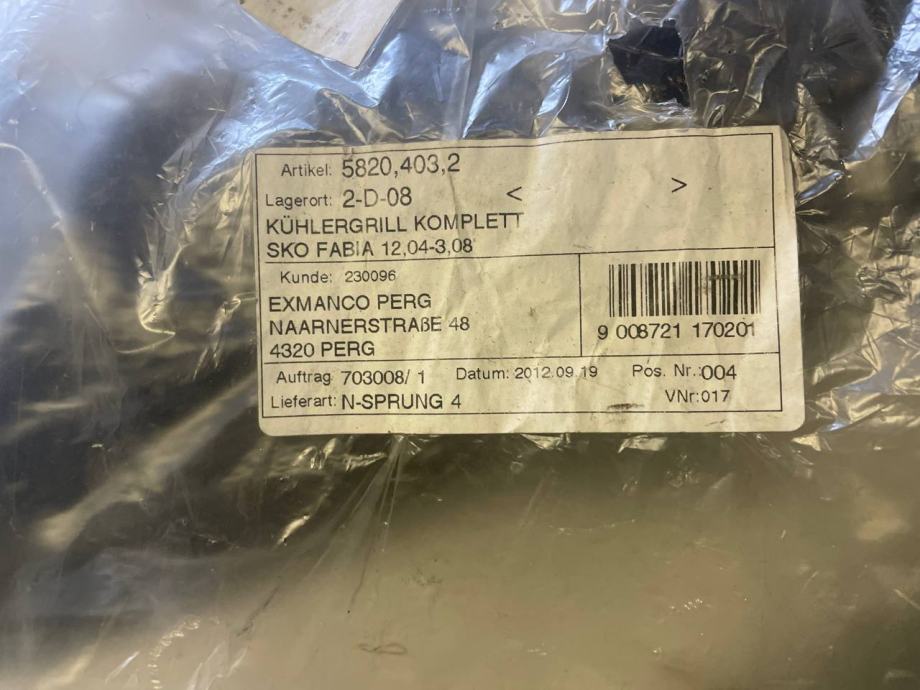 Artikel: 5820,403,2
Lagerort: 2-D-08 < >
KÜHLERGRILL KOMPLETT
SKO FABIA 12,04-3,08
Kunde: 230096
EXMANCO PERG
NAARNERSTRAßE 48
4320 PERG
9 008721 170201
Auftrag 703008/ 1 Datum: 2012.09.19 Pos. Nr.:004
Lieferart: N-SPRUNG 4 VNr:017